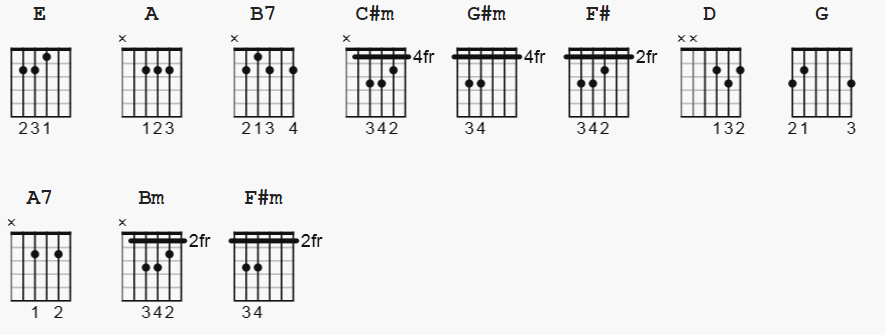 E A B7 C#m G#m F# D G
× × × × ××
4fr 4fr 2fr
231 123 213 4 342 34 342 132 21 3
A7 Bm F#m
× ×
2fr 2fr
1 2 342 34